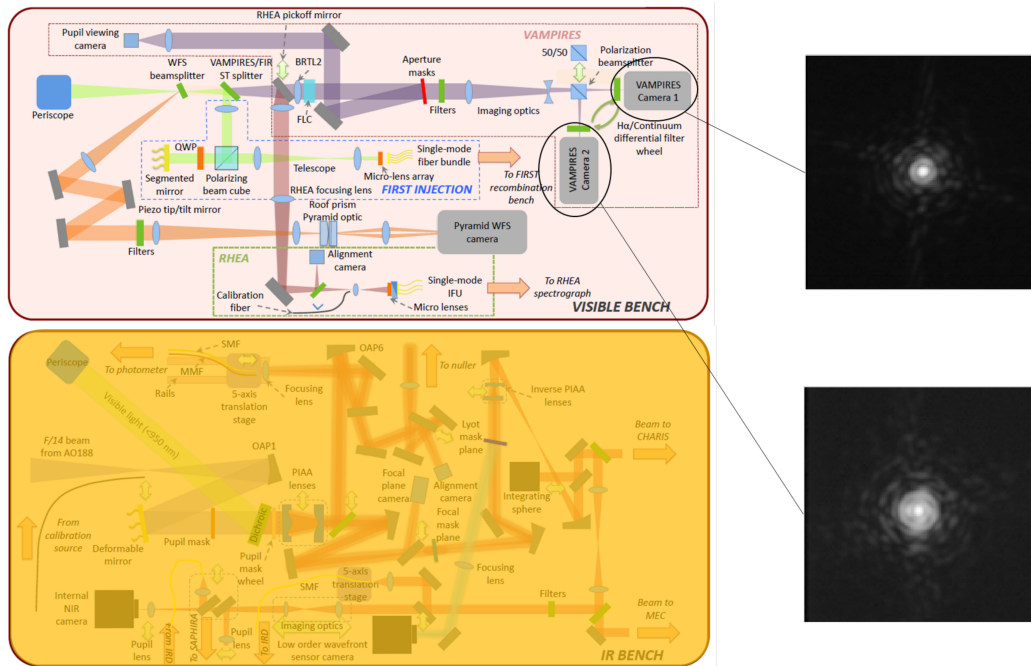 RHEA pickoff mirror
Pupil viewing
camera
WFS
beamsplitter
VAMPIRES/FIR
ST splitter
BRTL2
VAMPIRES
50/50
Polarization
beamsplitter
Aperture
masks
VAMPIRES
Camera 1
Periscope
FLC
Filters
Imaging optics
Hα/Continuum
differential filter
wheel
QWP
Single-mode
fiber bundle
VAMPIRES
Camera 2
Segmented
mirror
Polarizing
beam cube
Telescope
Micro-lens array
To FIRST
recombination
bench
RHEA focusing lens
FIRST INJECTION
Piezo tip/tilt mirror
Roof prism
Pyramid optic
Pyramid WFS
camera
Filters
RHEA
Alignment
camera
Single-mode
IFU
To RHEA
spectrograph
Calibration
fiber
Micro lenses
VISIBLE BENCH
SMF
OAP6
Periscope
To photometer
MMF
To nuller
Rails
5-axis
translation
stage
Focusing
lens
Inverse PIAA
lenses
Visible light (<950 nm)
Lyot
mask
plane
Beam to
CHARIS
F/14 beam
from AO188
OAP1
PIAA
lenses
Focal
plane
camera
Alignment
camera
Integrating
sphere
From
calibration
source
Dichroic
Focal
mask
plane
Deformable
mirror
Pupil mask
Pupil
mask
wheel
Focusing
lens
5-axis
translation
stage
SMF
Internal
NIR
camera
Filters
Beam to
MEC
Pupil
lens
From IRD
To SAPHIRA
Pupil
lens
To IRD
Imaging optics
Low order wavefront
sensor camera
IR BENCH